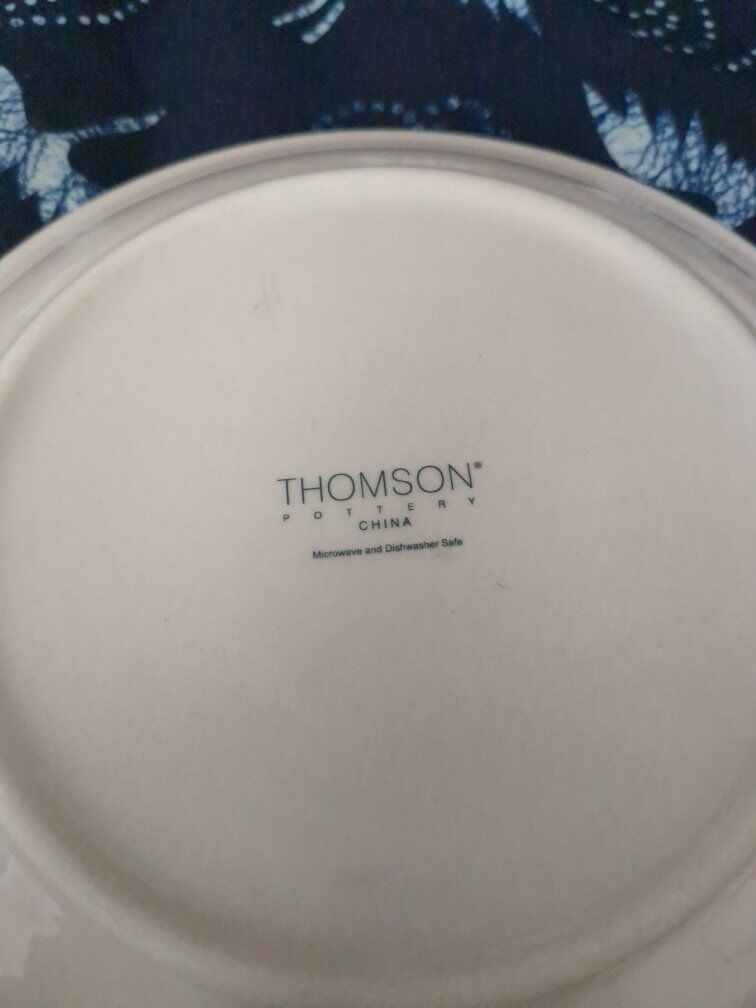 THOMSON®
POTTERY
CHINA
Microwave and Dishwasher Safe